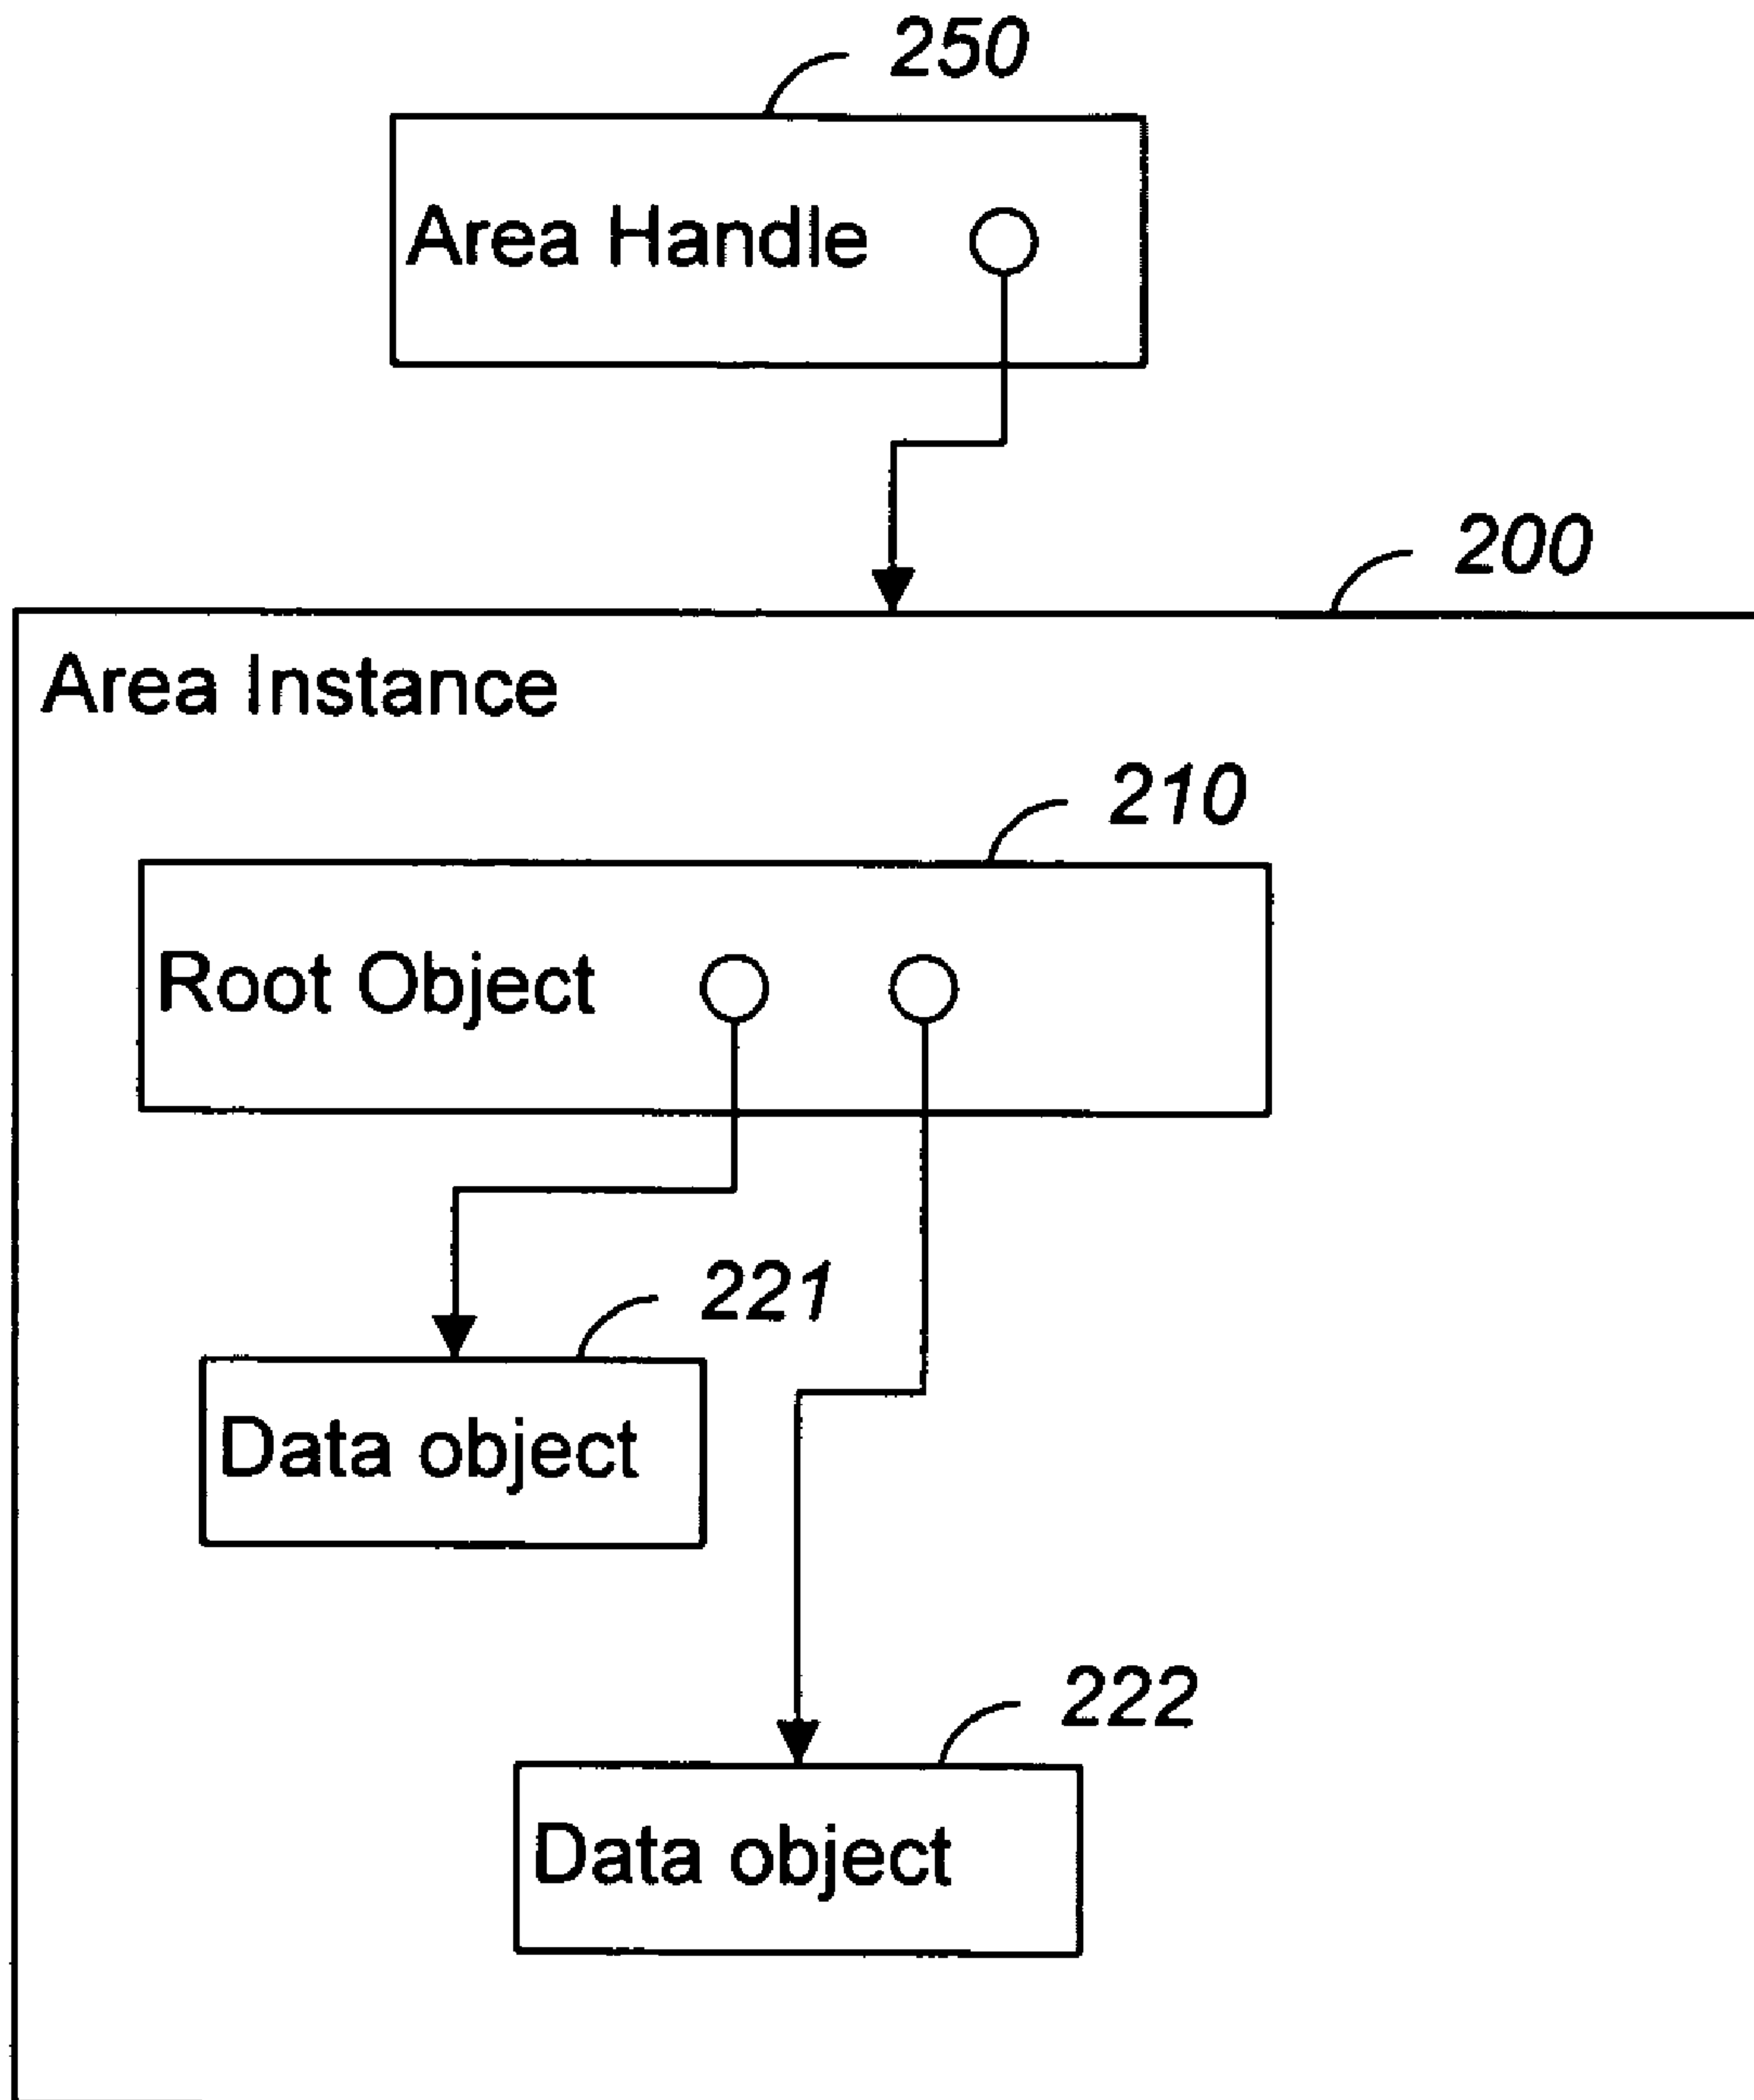 250
Area Handle
200
Area Instance
210
Root Object
221
Data object
222
Data object